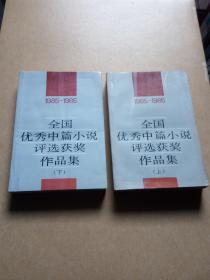 1985-1986
全国
优秀中篇小说
评选获奖
作品集
（下）
1985-1986
全国
优秀中篇小说
评选获奖
作品集
（上）